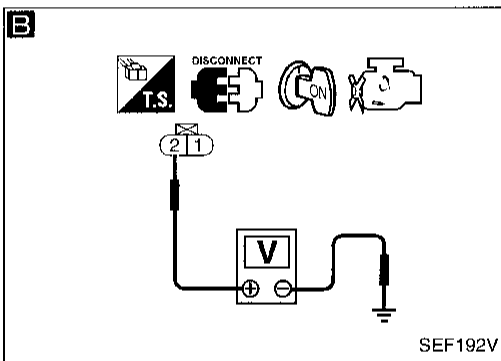 B
DISCONNECT
T.S.
ON
2 1
V
SEF192V